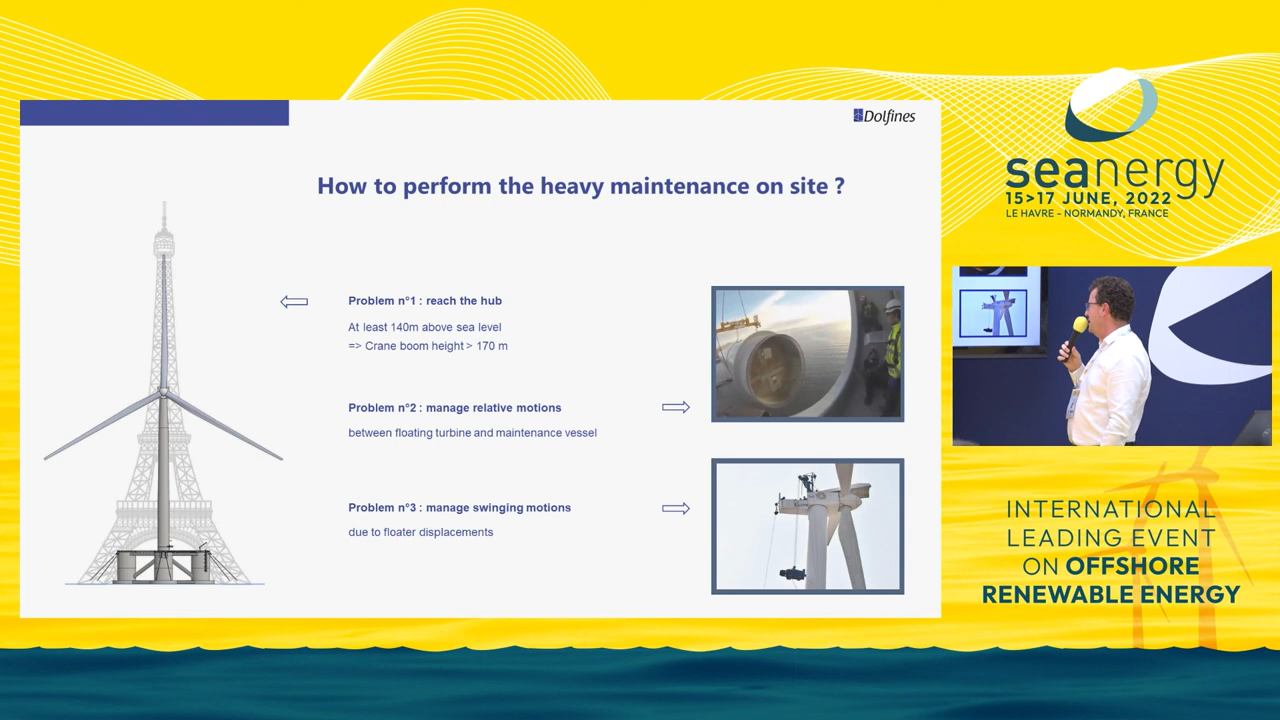 Dolfines
How to perform the heavy maintenance on site ?
Problem n°1 : reach the hub
At least 140m above sea level
=> Crane boom height > 170 m
Problem n°2 : manage relative motions
between floating turbine and maintenance vessel
Problem n°3 : manage swinging motions
due to floater displacements
seanergy
15>17 JUNE, 2022
LE HAVRE - NORMANDY, FRANCE
INTERNATIONAL
LEADING EVENT
ON OFFSHORE
RENEWABLE ENERGY